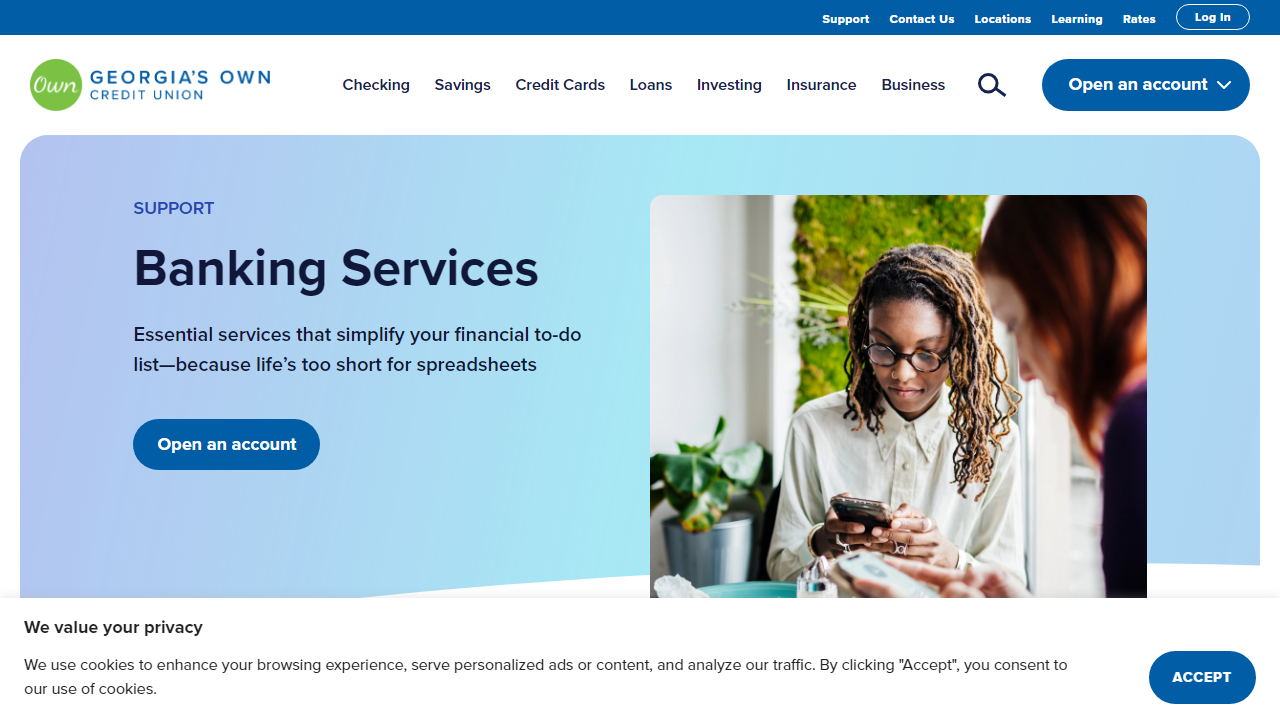 Support Contact Us Locations Learning Rates Log In
Own GEORGIA'S OWN
CREDIT UNION
Checking Savings Credit Cards Loans Investing Insurance Business Open an account
SUPPORT
Banking Services
Essential services that simplify your financial to-do
list—because life’s too short for spreadsheets
Open an account
We value your privacy
We use cookies to enhance your browsing experience, serve personalized ads or content, and analyze our traffic. By clicking "Accept", you consent to
our use of cookies.
ACCEPT